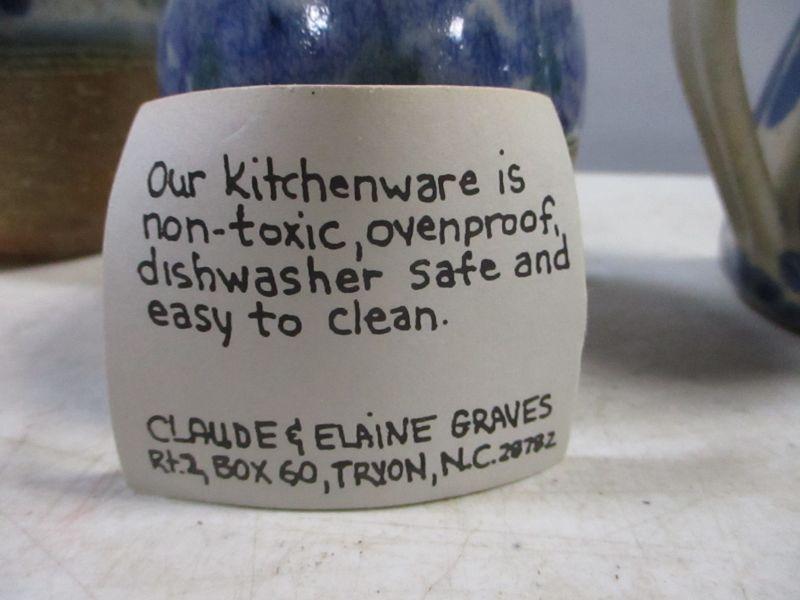 Our kitchenware is
non-toxic, ovenproof,
dishwasher safe and
easy to clean.
CLAUDE & ELAINE GRAVES
Rt. 2, BOX 60, TRYON, N.C. 28782